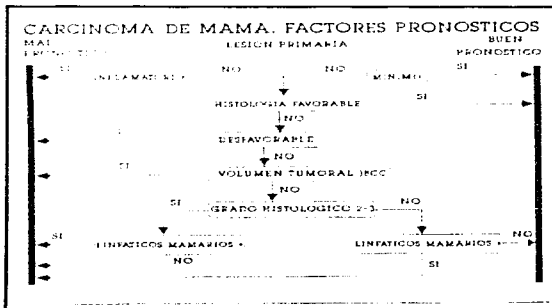 CARCINOMA DE MAMA. FACTORES PRONOSTICOS
MAL LESION PRIMARIA BUEN
PRONOSTICO
SI NO NO SI
MINIMO
SI
HISTOLOGIA FAVORABLE
NO
DESFAVORABLE
NO
SI VOLUMEN TUMORAL
NO
SI GRADO HISTOLOGICO 2-3 NO
SI NO
LINFATICOS MAMARIOS + LINFATICOS MAMARIOS +
NO SI